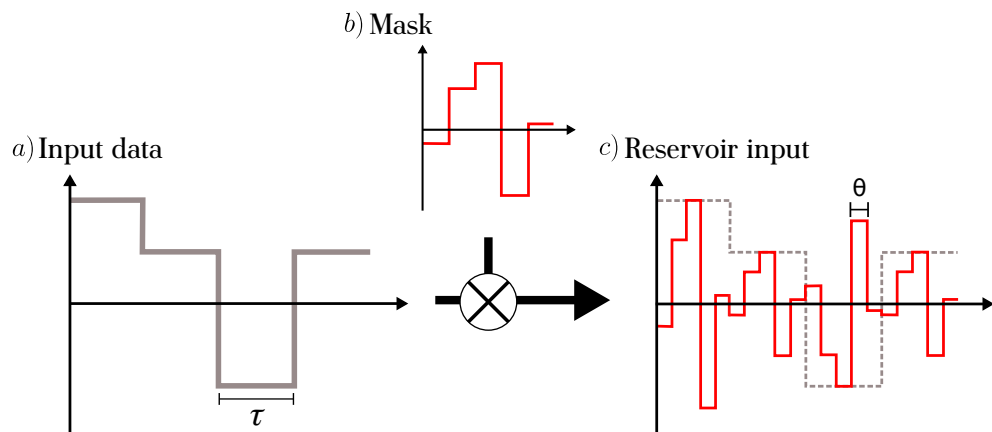 b) Mask
a) Input data
c) Reservoir input
θ
τ